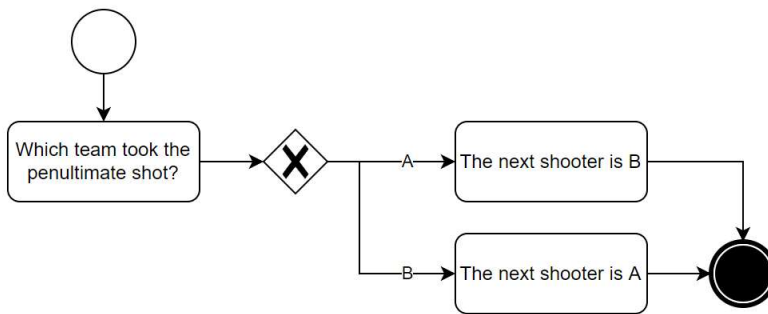 Which team took the
penultimate shot?
A
The next shooter is B
B
The next shooter is A